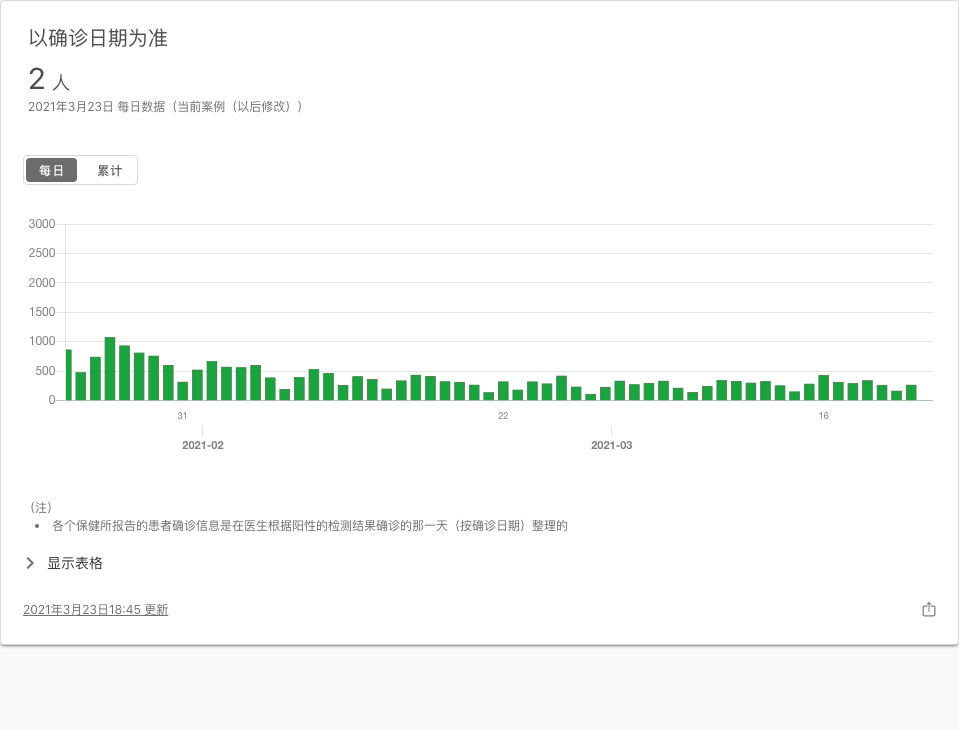 以确诊日期为准
2 人
2021年3月23日 每日数据（当前案例（以后修改））
每日 累计
3000
2500
2000
1500
1000
500
0
31 22 16
2021-02 2021-03
（注）
• 各个保健所报告的患者确诊信息是在医生根据阳性的检测结果确诊的那一天（按确诊日期）整理的
显示表格
2021年3月23日18:45 更新